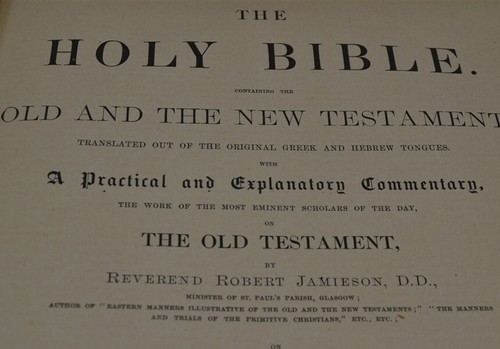 THE
HOLY BIBLE.
CONTAINING THE
OLD AND THE NEW TESTAMENT
TRANSLATED OUT OF THE ORIGINAL GREEK AND HEBREW TONGUES.
WITH
A Practical and Explanatory Commentary,
THE WORK OF THE MOST EMINENT SCHOLARS OF THE DAY,
ON
THE OLD TESTAMENT,
BY
REVEREND ROBERT JAMIESON, D.D.,
MINISTER OF ST. PAUL'S PARISH, GLASGOW;
AUTHOR OF "EASTERN MANNERS ILLUSTRATIVE OF THE OLD AND THE NEW TESTAMENTS;" "THE MANNERS
AND TRIALS OF THE PRIMITIVE CHRISTIANS," ETC., ETC.;
ON